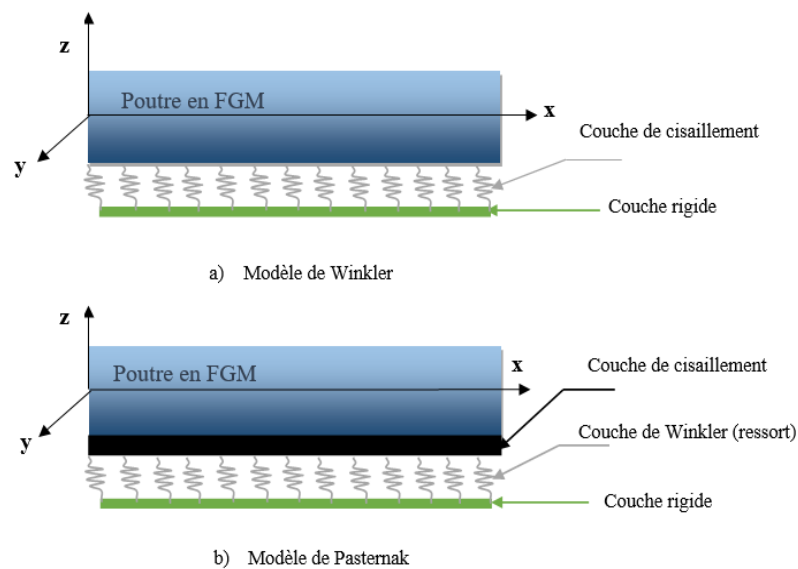 z
Poutre en FGM
x
Couche de cisaillement
y
Couche rigide
a) Modèle de Winkler
z
x
Couche de cisaillement
Poutre en FGM
y
Couche de Winkler (ressort)
Couche rigide
b) Modèle de Pasternak